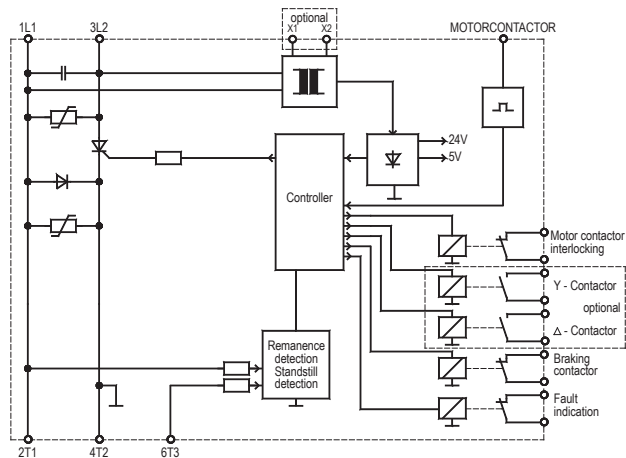 optional
1L1 3L2 X1 X2 MOTORCONTACTOR
24V
5V
Controller
Motor contactor
interlocking
Y - Contactor
optional
Δ - Contactor
Remanence
detection
Standstill
detection
Braking
contactor
Fault
indication
2T1 4T2 6T3